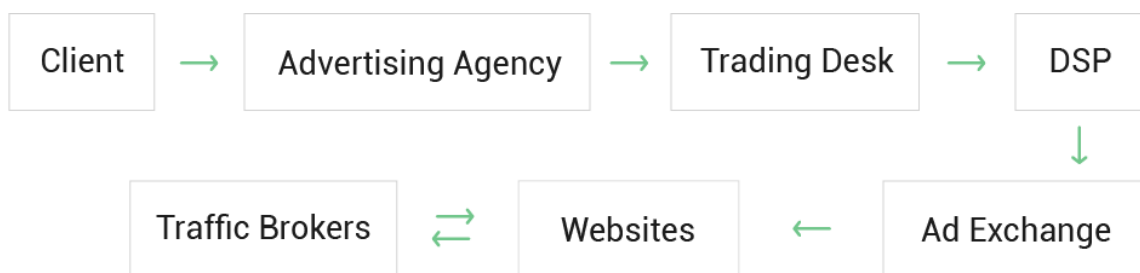 Client
Advertising Agency
Trading Desk
DSP
Traffic Brokers
Websites
Ad Exchange